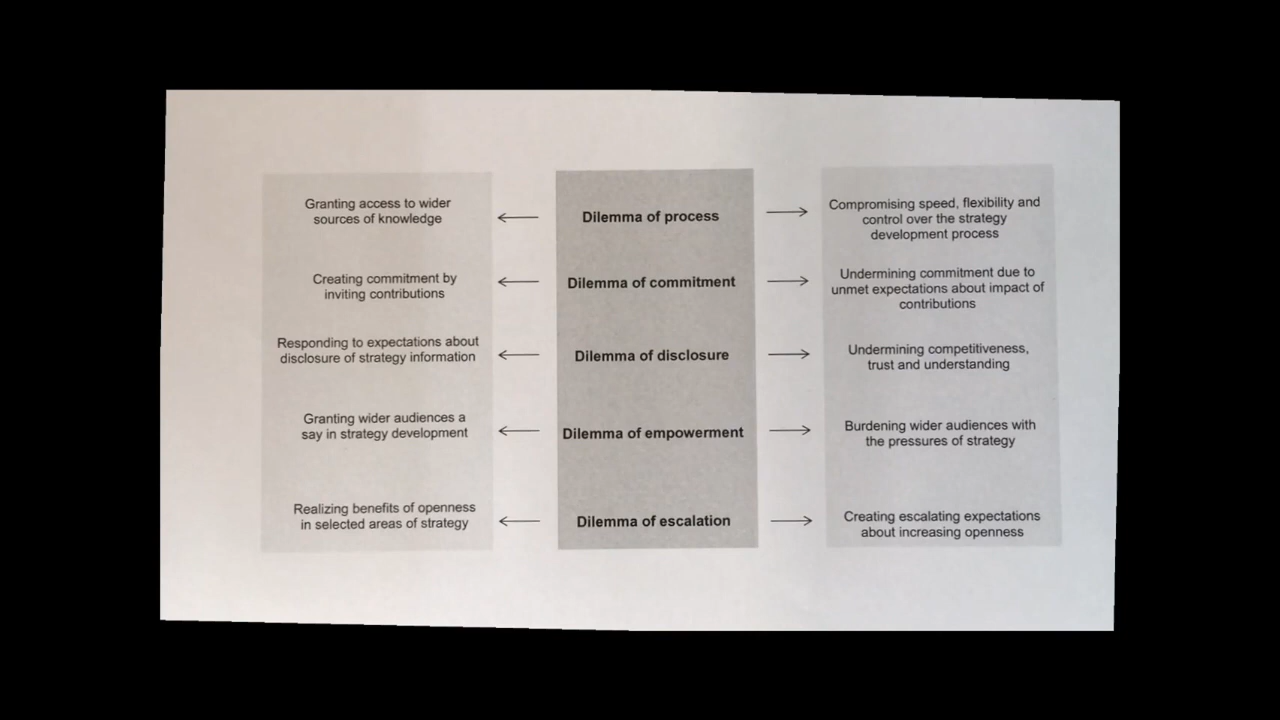 Granting access to wider
sources of knowledge
Dilemma of process
Compromising speed, flexibility and
control over the strategy
development process
Creating commitment by
inviting contributions
Dilemma of commitment
Undermining commitment due to
unmet expectations about impact of
contributions
Responding to expectations about
disclosure of strategy information
Dilemma of disclosure
Undermining competitiveness,
trust and understanding
Granting wider audiences a
say in strategy development
Dilemma of empowerment
Burdening wider audiences with
the pressures of strategy
Realizing benefits of openness
in selected areas of strategy
Dilemma of escalation
Creating escalating expectations
about increasing openness